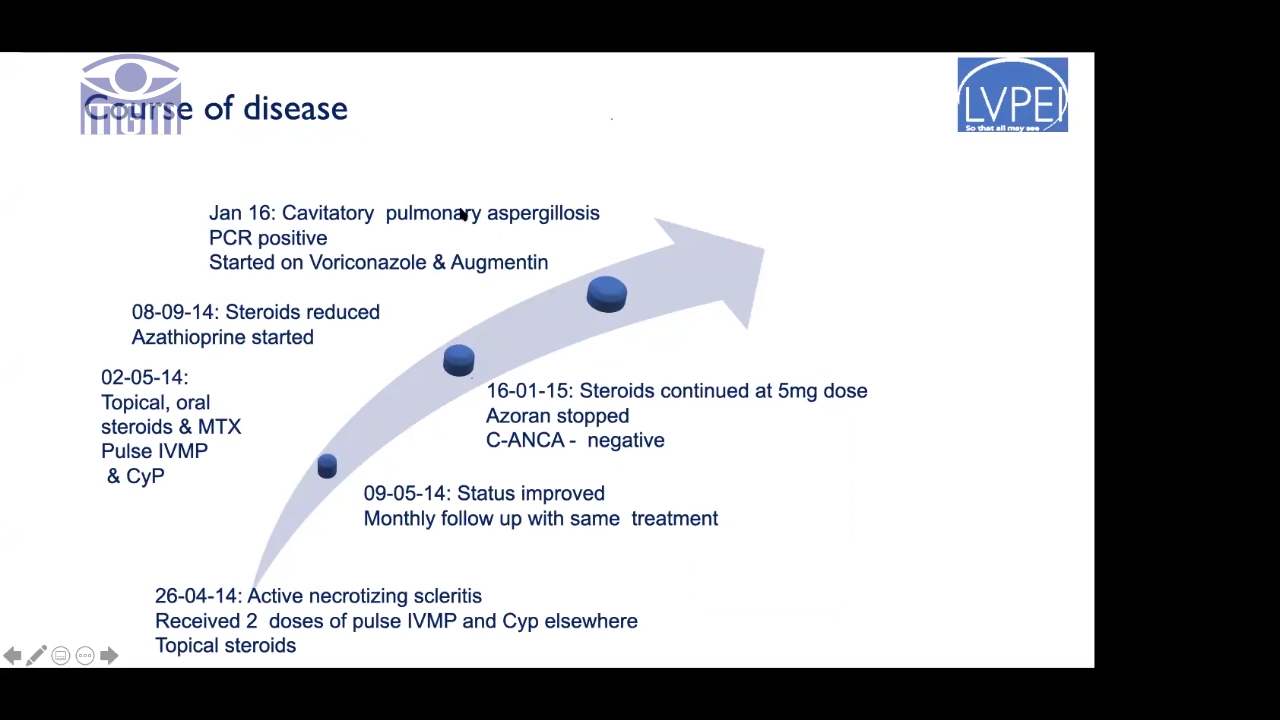 Course of disease
LVPEI
So that all may see
Jan 16: Cavitatory pulmonary aspergillosis
PCR positive
Started on Voriconazole & Augmentin
08-09-14: Steroids reduced
Azathioprine started
02-05-14:
Topical, oral
steroids & MTX
Pulse IVMP
& CyP
16-01-15: Steroids continued at 5mg dose
Azoran stopped
C-ANCA - negative
09-05-14: Status improved
Monthly follow up with same treatment
26-04-14: Active necrotizing scleritis
Received 2 doses of pulse IVMP and Cyp elsewhere
Topical steroids